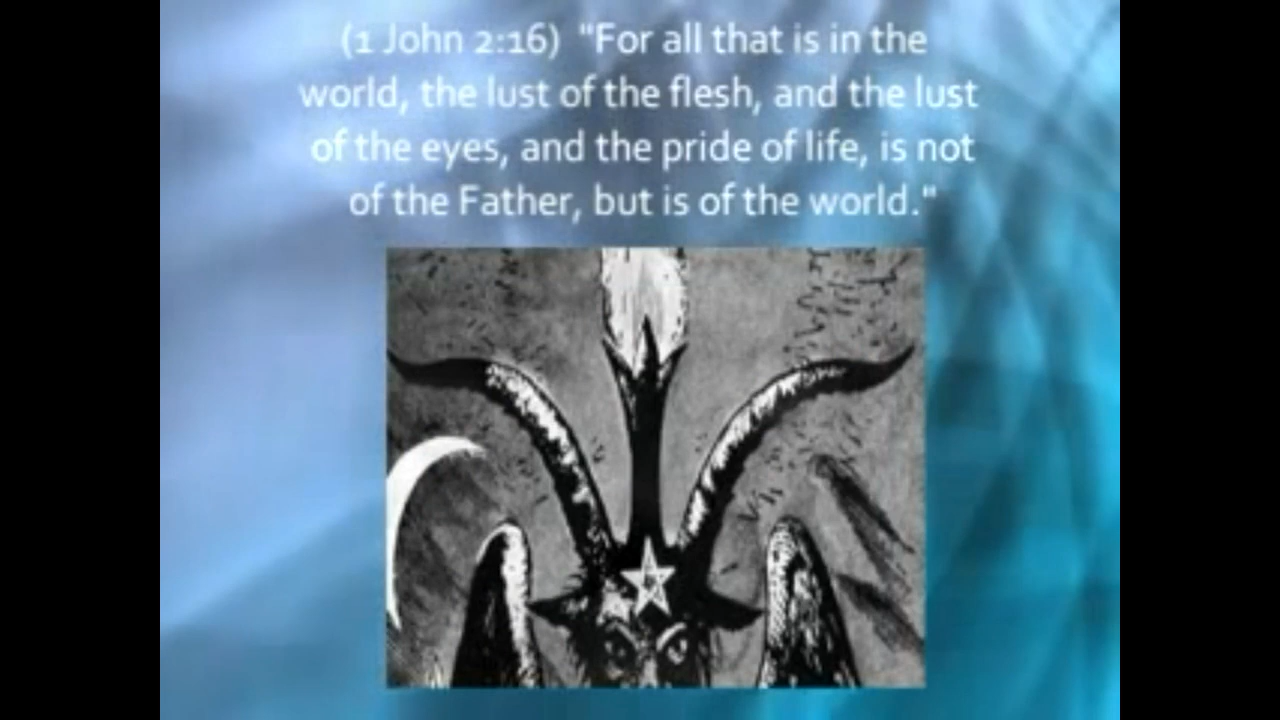 (1 John 2:16)  "For all that is in the
world, the lust of the flesh, and the lust
of the eyes, and the pride of life, is not
of the Father, but is of the world."